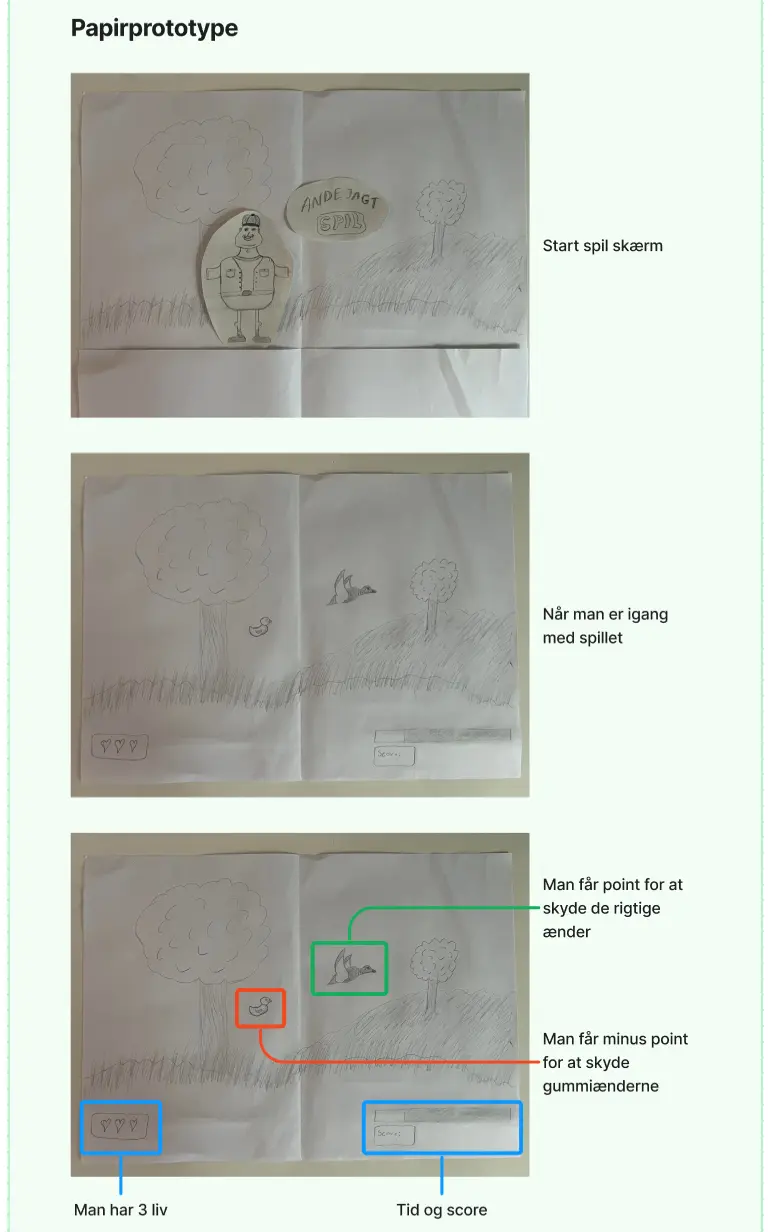 Papirprototype
ANDEJAGT
SPIL
Start spil skærm
Når man er igang
med spillet
Score:
Man får point for at
skyde de rigtige
ænder
Man får minus point
for at skyde
gummiænderne
Score:
Man har 3 liv
Tid og score